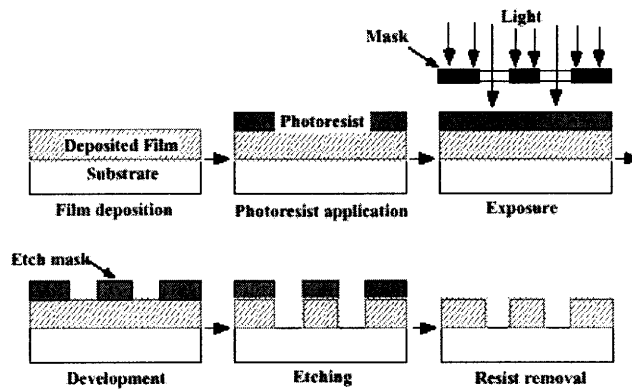 Light
Mask
Photoresist
Deposited Film
Substrate
Film deposition
Photoresist application
Exposure
Etch mask
Development
Etching
Resist removal